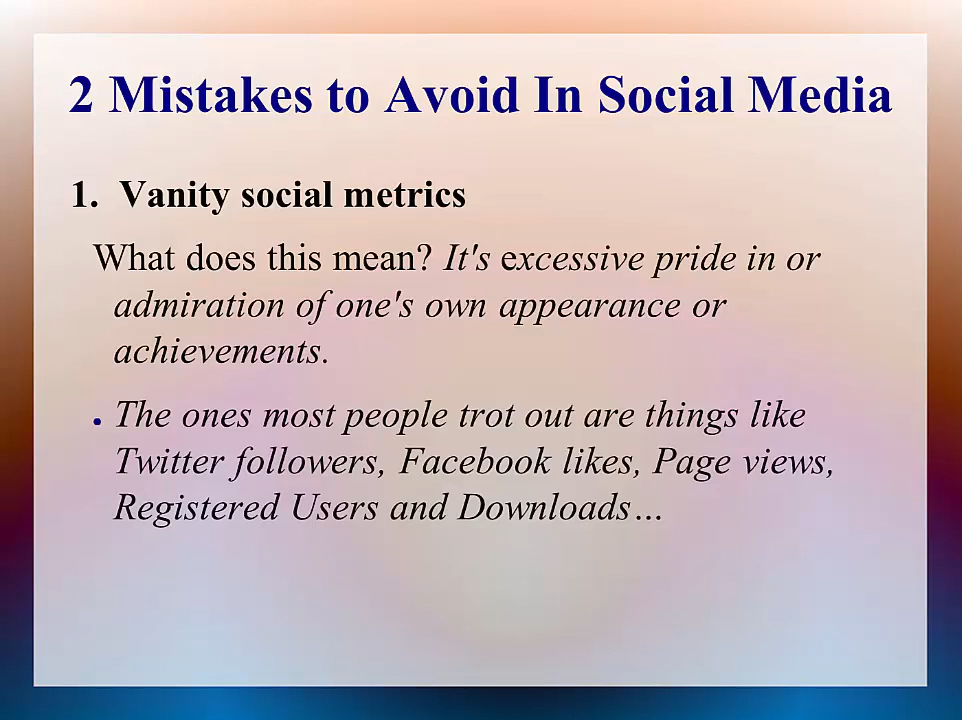 2 Mistakes to Avoid In Social Media
1. Vanity social metrics
What does this mean? It's excessive pride in or
admiration of one's own appearance or
achievements.
● The ones most people trot out are things like
Twitter followers, Facebook likes, Page views,
Registered Users and Downloads…